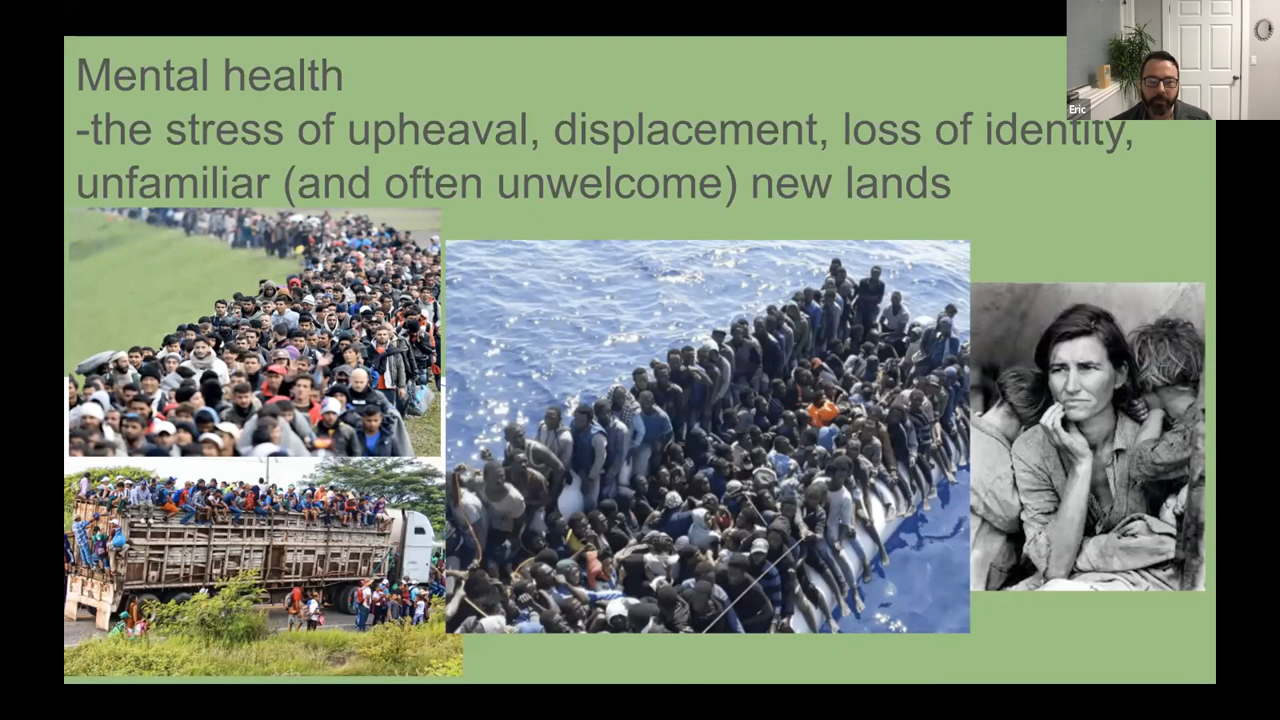 Mental health
-the stress of upheaval, displacement, loss of identity,
unfamiliar (and often unwelcome) new lands
Eric